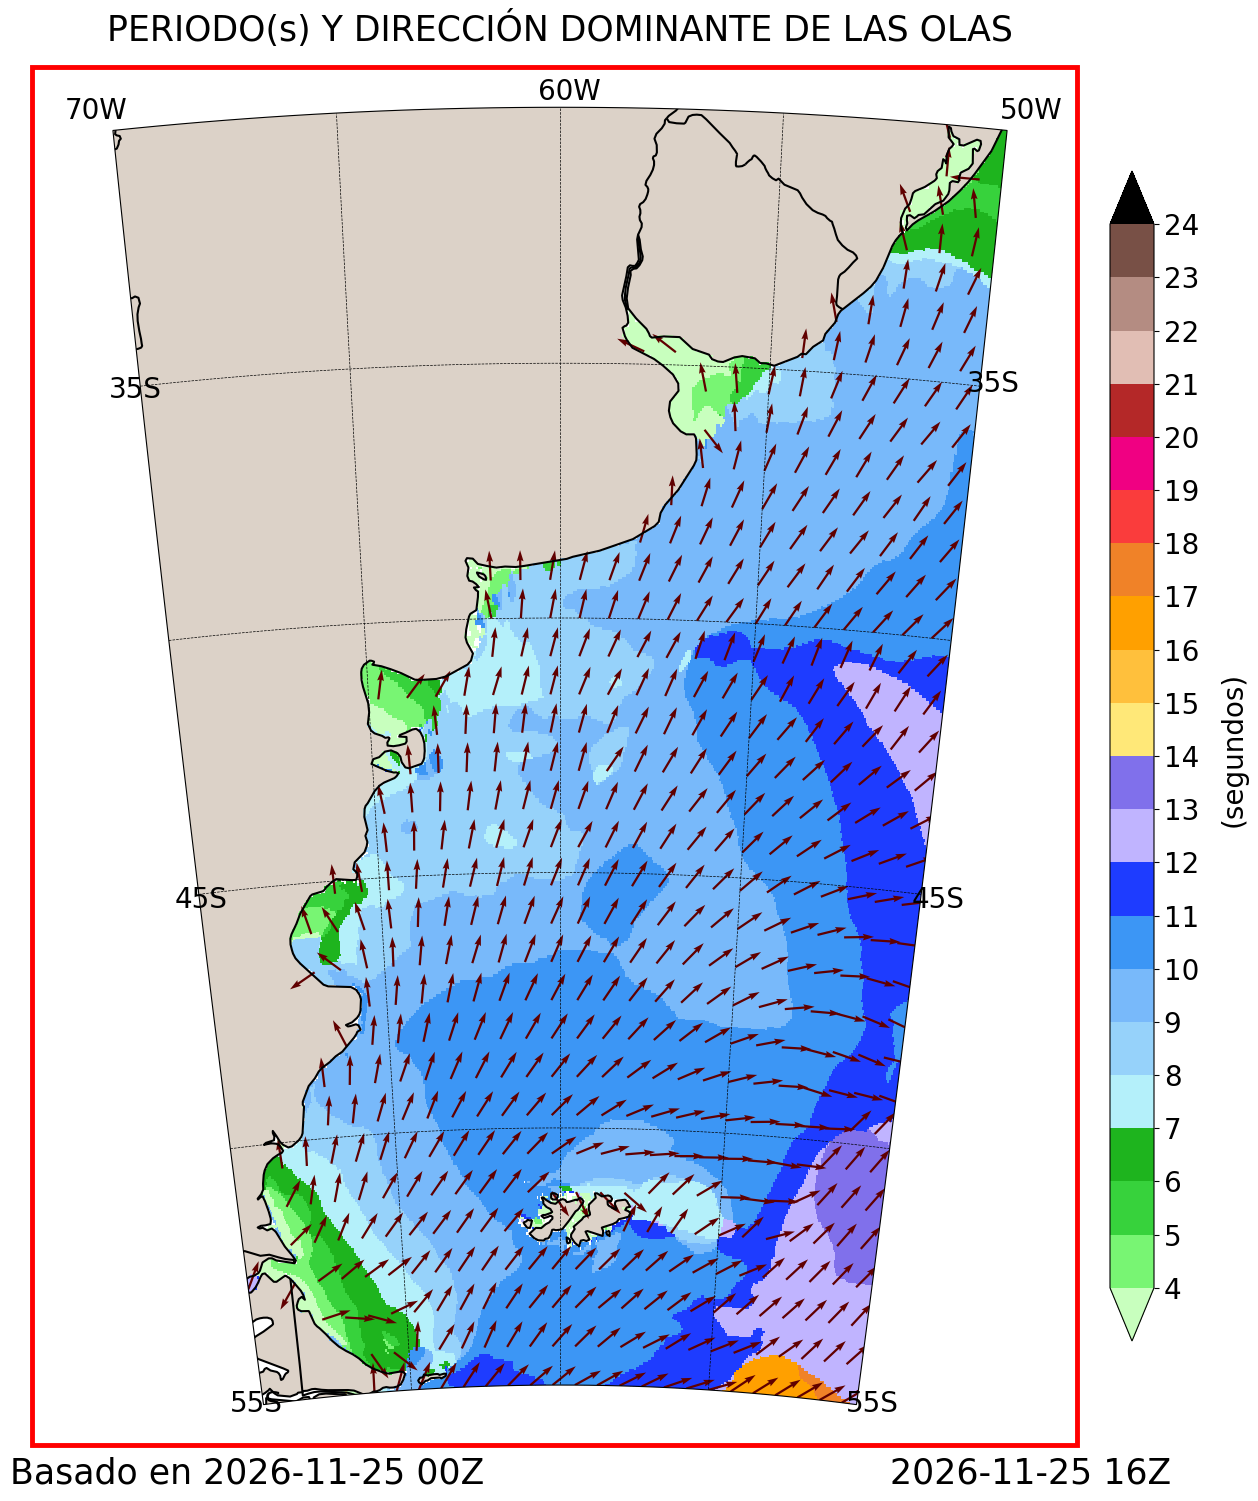 PERIODO(s) Y DIRECCIÓN DOMINANTE DE LAS OLAS
70W
60W
50W
35S
35S
45S
45S
55S
55S
24
23
22
21
20
19
18
17
16
15
14
13
12
11
10
9
8
7
6
5
4
(segundos)
Basado en 2026-11-25 00Z
2026-11-25 16Z